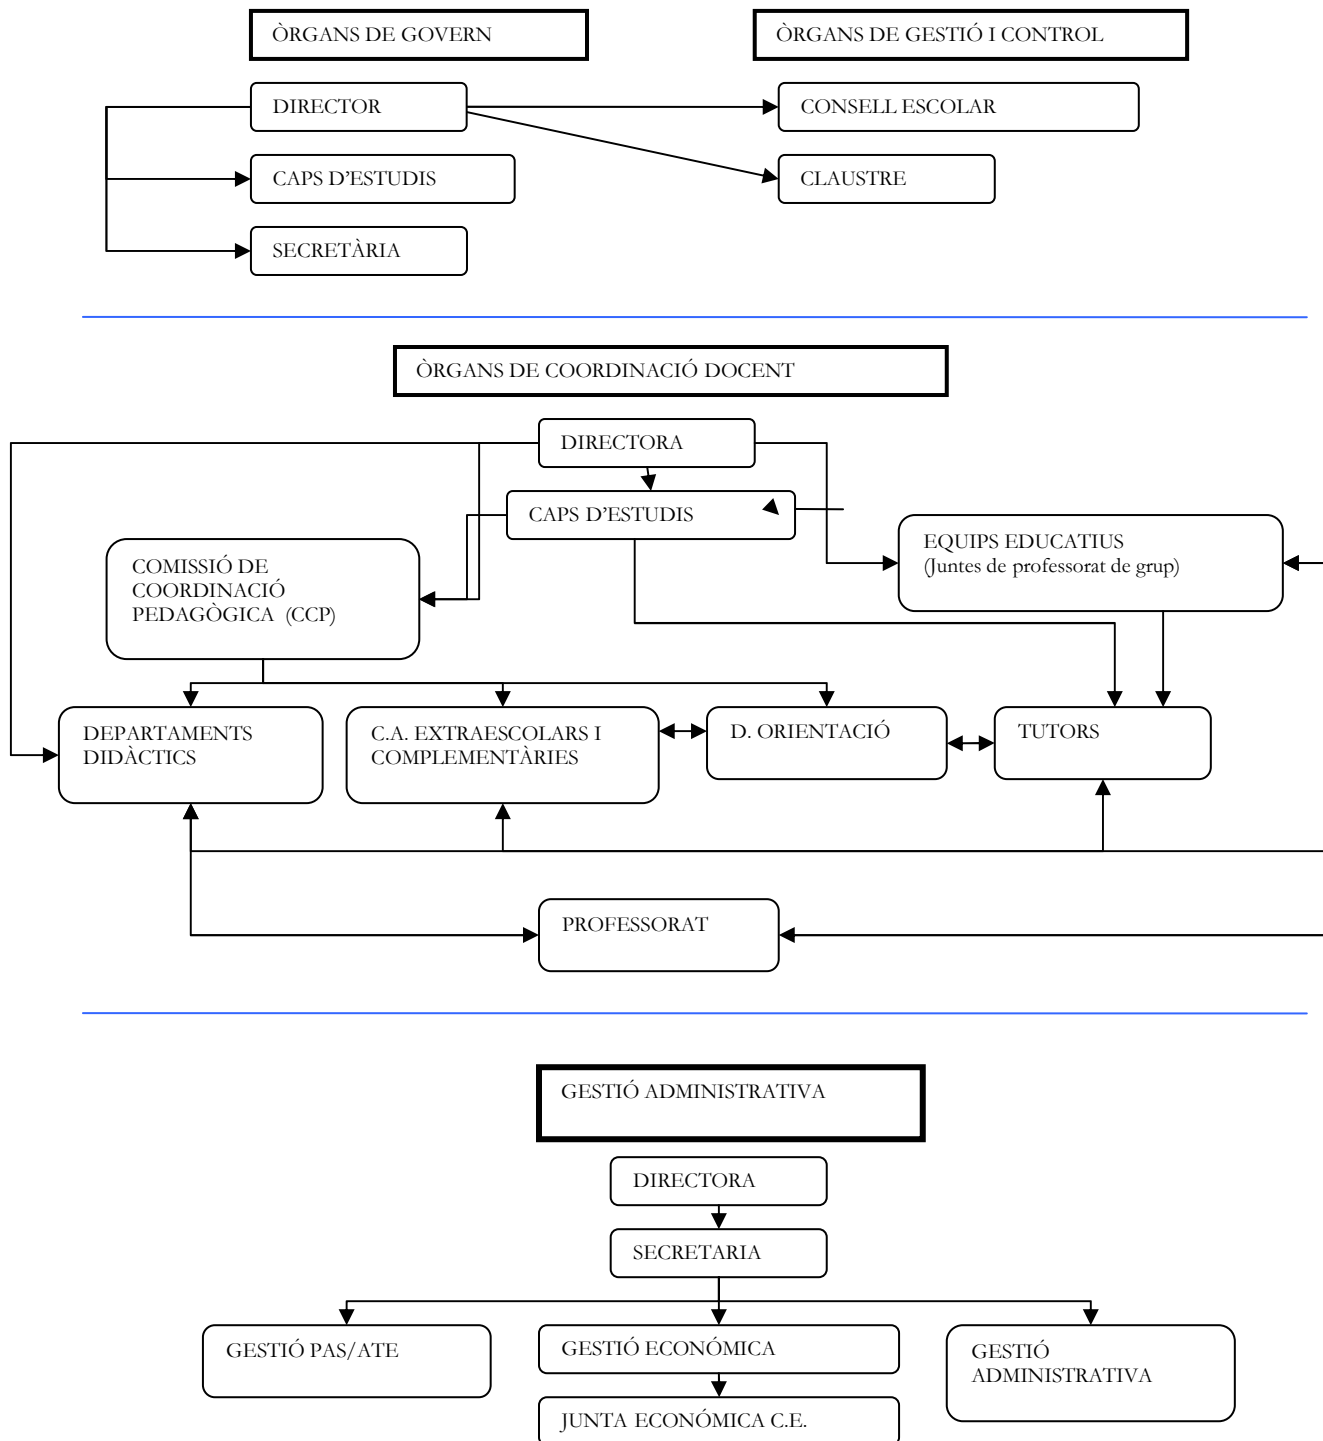 ÒRGANS DE GOVERN
ÒRGANS DE GESTIÓ I CONTROL
DIRECTOR
CONSELL ESCOLAR
CAPS D'ESTUDIS
CLAUSTRE
SECRETÀRIA
ÒRGANS DE COORDINACIÓ DOCENT
DIRECTORA
CAPS D'ESTUDIS
EQUIPS EDUCATIUS
(Juntes de professorat de grup)
COMISSIÓ DE
COORDINACIÓ
PEDAGÒGICA (CCP)
DEPARTAMENTS
DIDÀCTICS
C.A. EXTRAESCOLARS I
COMPLEMENTÀRIES
D. ORIENTACIÓ
TUTORS
PROFESSORAT
GESTIÓ ADMINISTRATIVA
DIRECTORA
SECRETARIA
GESTIÓ PAS/ATE
GESTIÓ ECONÓMICA
GESTIÓ
ADMINISTRATIVA
JUNTA ECONÓMICA C.E.